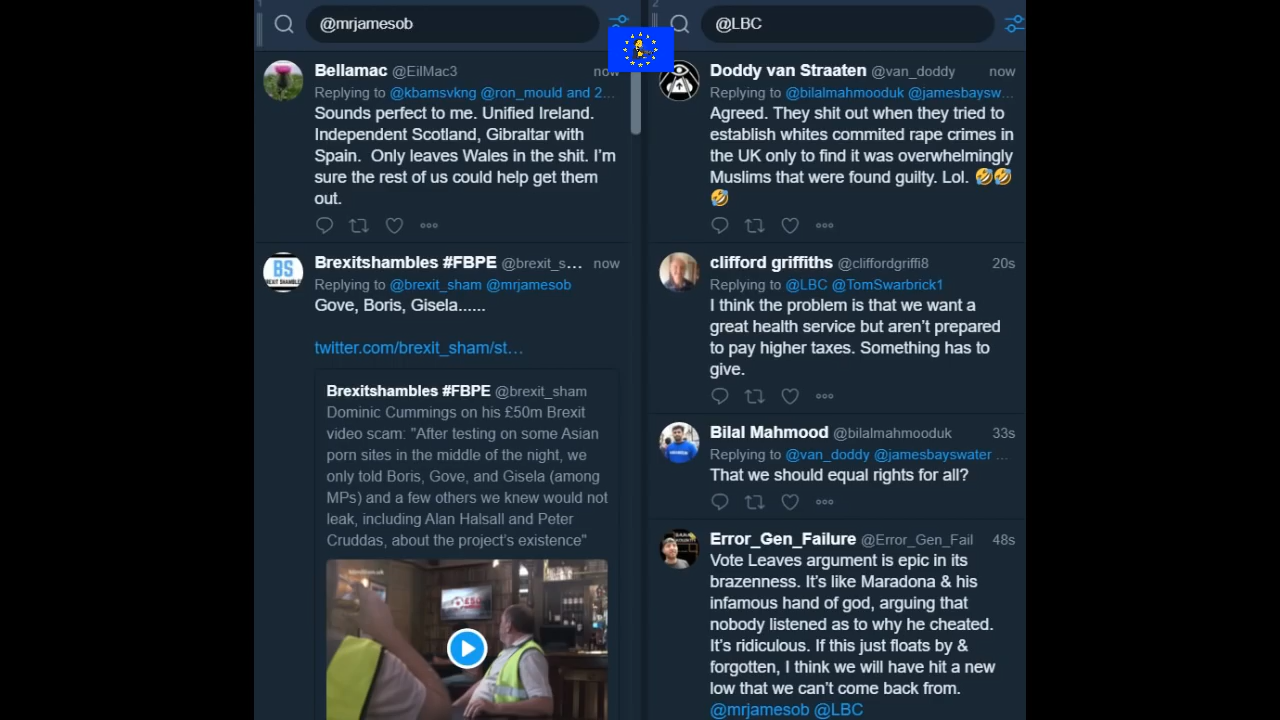 1
@mrjamesob
Bellamac @EilMac3 now
Replying to @kbamsvkng @ron_mould and 2...
Sounds perfect to me. Unified Ireland.
Independent Scotland, Gibraltar with
Spain. Only leaves Wales in the shit. I’m
sure the rest of us could help get them
out.
Brexitshambles #FBPE @brexit_s... now
Replying to @brexit_sham @mrjamesob
Gove, Boris, Gisela......
twitter.com/brexit_sham/st…
BS
Brexitshambles #FBPE @brexit_sham
Dominic Cummings on his £50m Brexit
video scam: "After testing on some Asian
porn sites in the middle of the night, we
only told Boris, Gove, and Gisela (among
MPs) and a few others we knew would not
leak, including Alan Halsall and Peter
Cruddas, about the project’s existence"
2
@LBC
Doddy van Straaten @van_doddy now
Replying to @bilalmahmooduk @jamesbaysw...
Agreed. They shit out when they tried to
establish whites commited rape crimes in
the UK only to find it was overwhelmingly
Muslims that were found guilty. Lol. 🤣🤣
🤣
clifford griffiths @cliffordgriffi8 20s
Replying to @LBC @TomSwarbrick1
I think the problem is that we want a
great health service but aren’t prepared
to pay higher taxes. Something has to
give.
Bilal Mahmood @bilalmahmooduk 33s
Replying to @van_doddy @jamesbayswater ...
That we should equal rights for all?
Error_Gen_Failure @Error_Gen_Fail 48s
Vote Leaves argument is epic in its
brazenness. It’s like Maradona & his
infamous hand of god, arguing that
nobody listened as to why he cheated.
It’s ridiculous. If this just floats by &
forgotten, I think we will have hit a new
low that we can’t come back from.
@mrjamesob @LBC